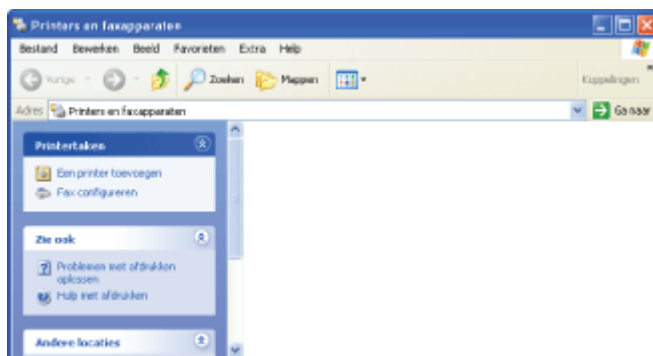 Printers en faxapparaten
Bestand Bewerken Beeld Favorieten Extra Help
Vorige Zoeken Mappen Koppelingen
Adres Printers en faxapparaten Ga naar
Printertaken
Een printer toevoegen
Fax configureren
Zie ook
Problemen met afdrukken
oplossen
Hulp met afdrukken
Andere locaties